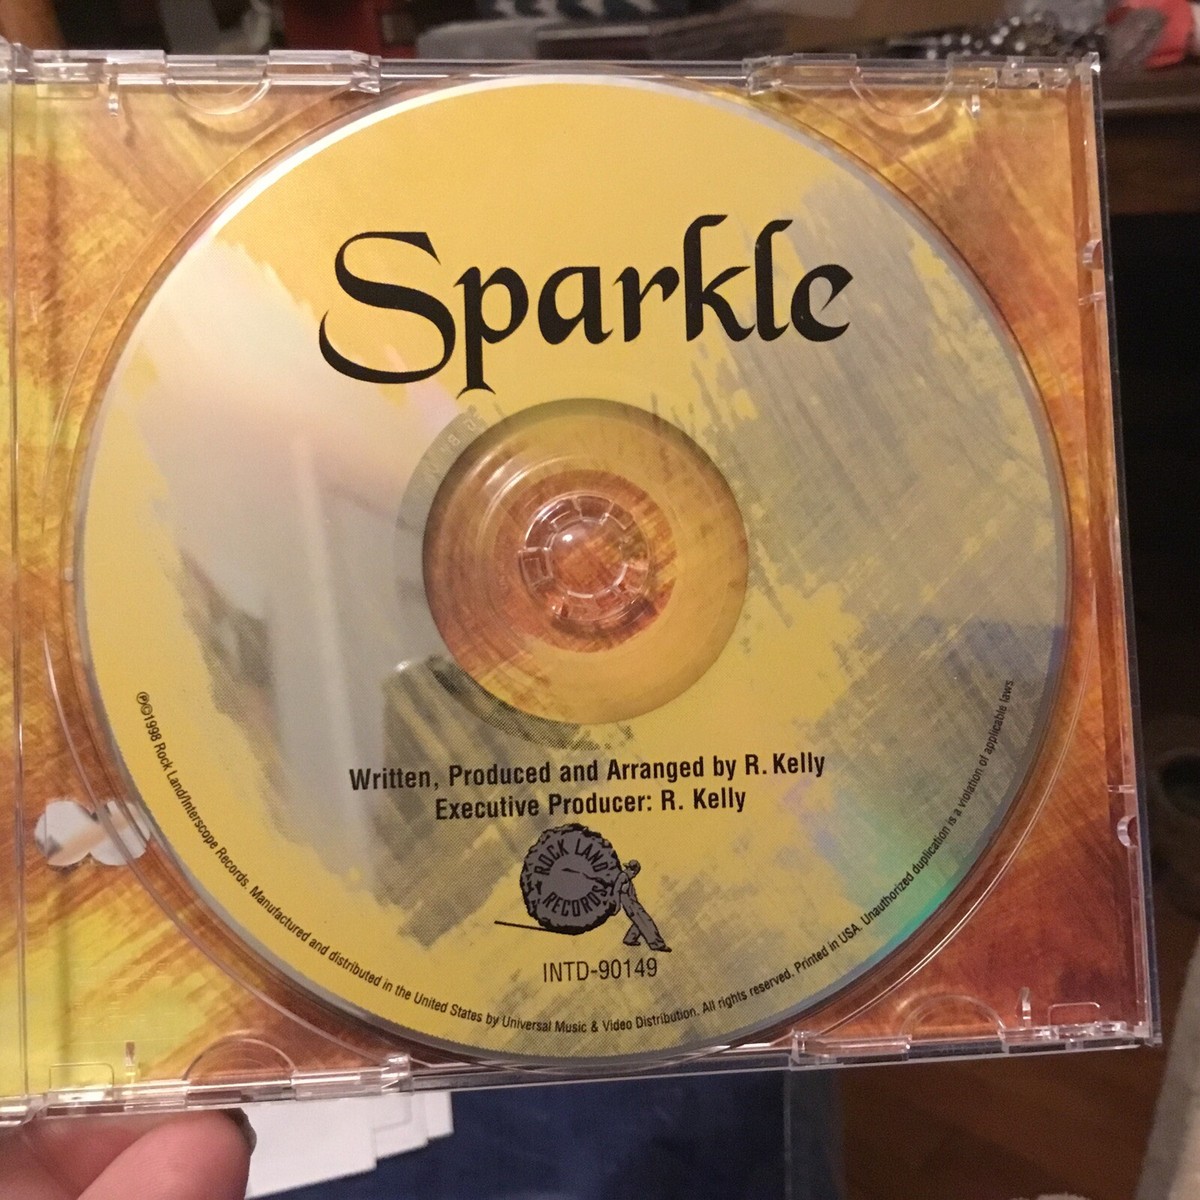 Sparkle
Written, Produced and Arranged by R. Kelly
Executive Producer: R. Kelly
ROCK LAND
RECORDS
INTD-90149
℗©1998 Rock Land/Interscope Records. Manufactured and distributed in the United States by Universal Music & Video Distribution. All rights reserved. Printed in USA. Unauthorized duplication is a violation of applicable laws.